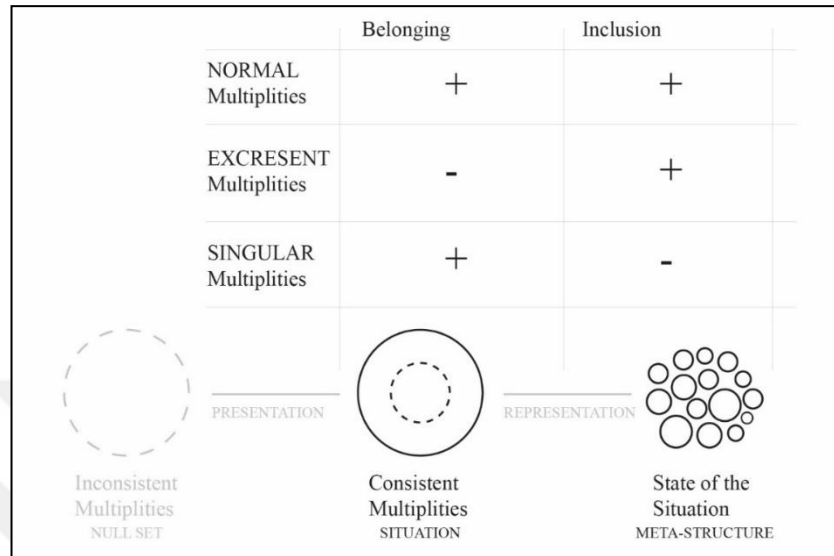 Belonging Inclusion
NORMAL
Multiplities
+ +
EXCRESENT
Multiplities
- +
SINGULAR
Multiplities
+ -
PRESENTATION REPRESENTATION
Inconsistent
Multiplities
NULL SET
Consistent
Multiplities
SITUATION
State of the
Situation
META-STRUCTURE